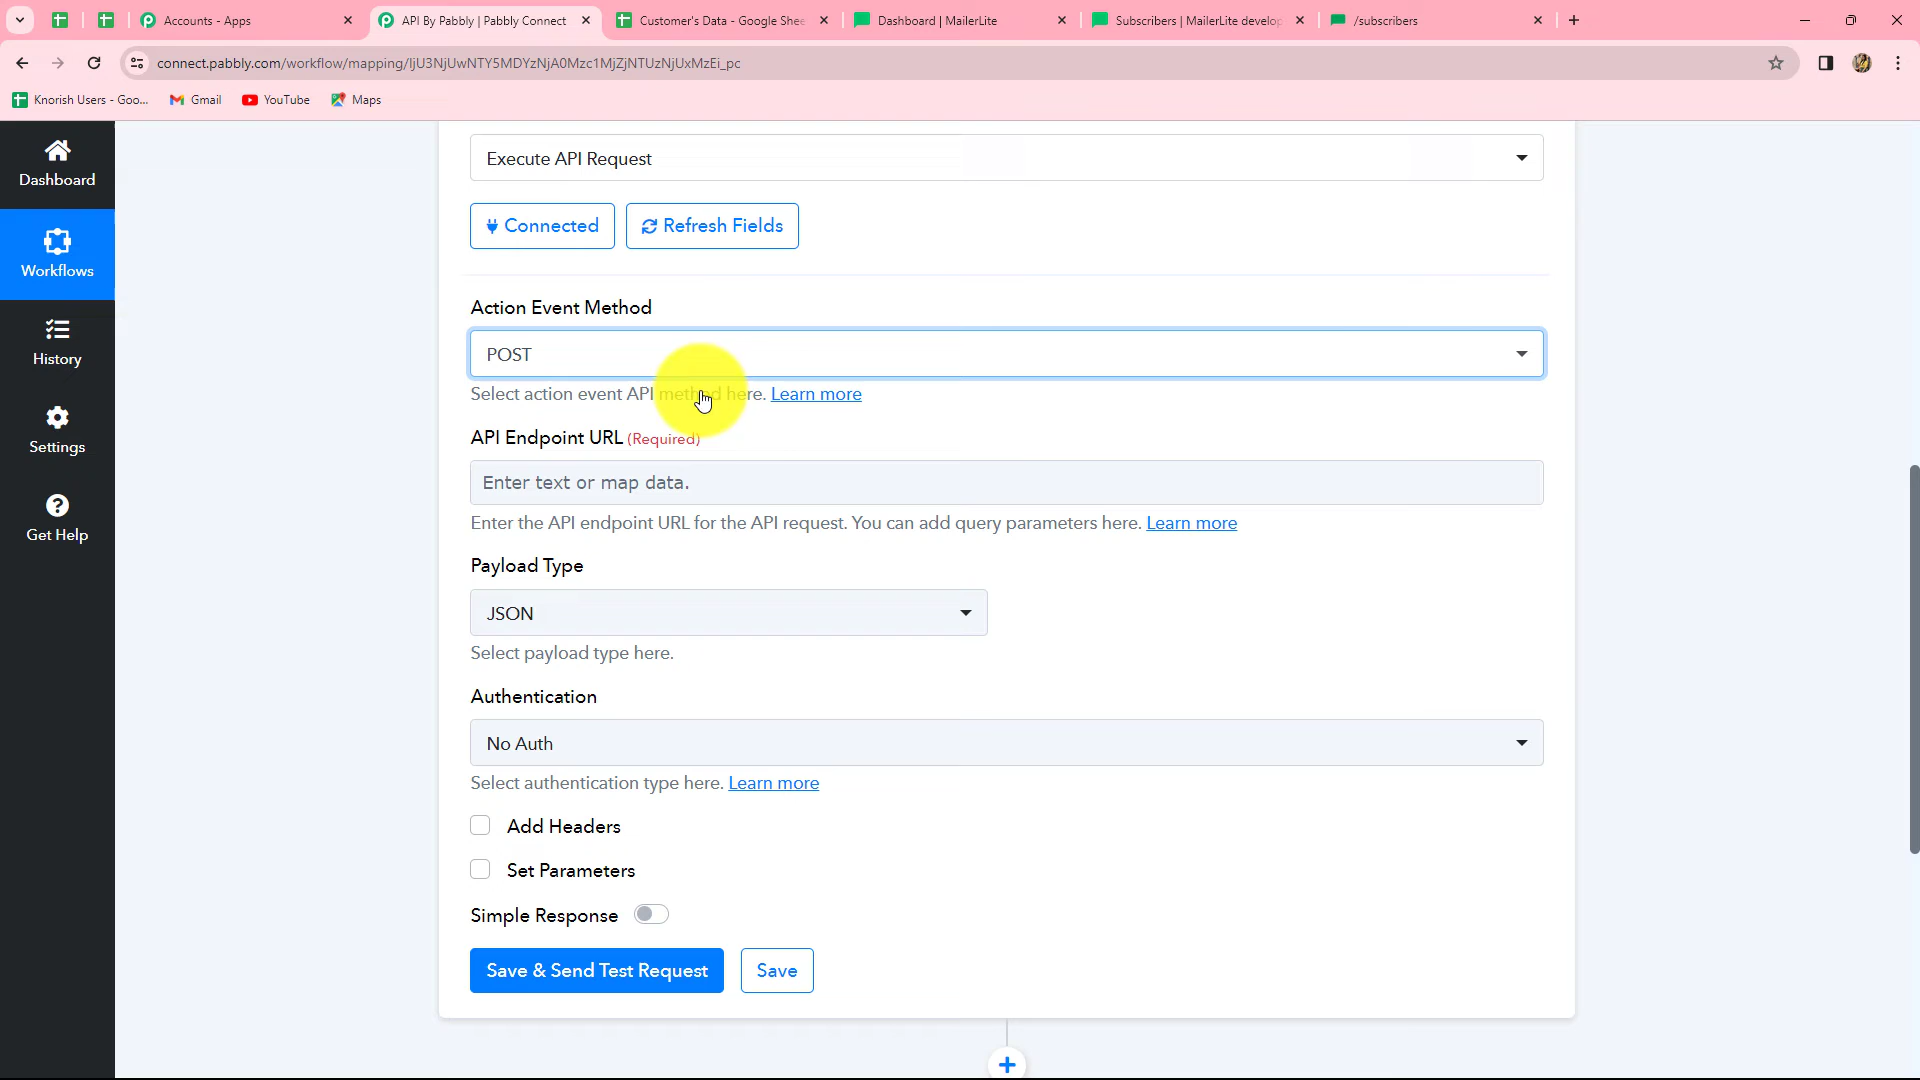 Accounts - Apps
API By Pabbly | Pabbly Connect
Customer's Data - Google Shee
Dashboard | MailerLite
Subscribers | MailerLite develop
/subscribers
connect.pabbly.com/workflow/mapping/IjU3NjUwNTY5MDYzNjA0Mzc1MjZjNTUzNjUxMzEi_pc
Knorish Users - Goo...
Gmail
YouTube
Maps
Dashboard
Workflows
History
Settings
Get Help
Execute API Request
Connected
Refresh Fields
Action Event Method
POST
Select action event API method here. Learn more
API Endpoint URL (Required)
Enter text or map data.
Enter the API endpoint URL for the API request. You can add query parameters here. Learn more
Payload Type
JSON
Select payload type here.
Authentication
No Auth
Select authentication type here. Learn more
Add Headers
Set Parameters
Simple Response
Save & Send Test Request
Save